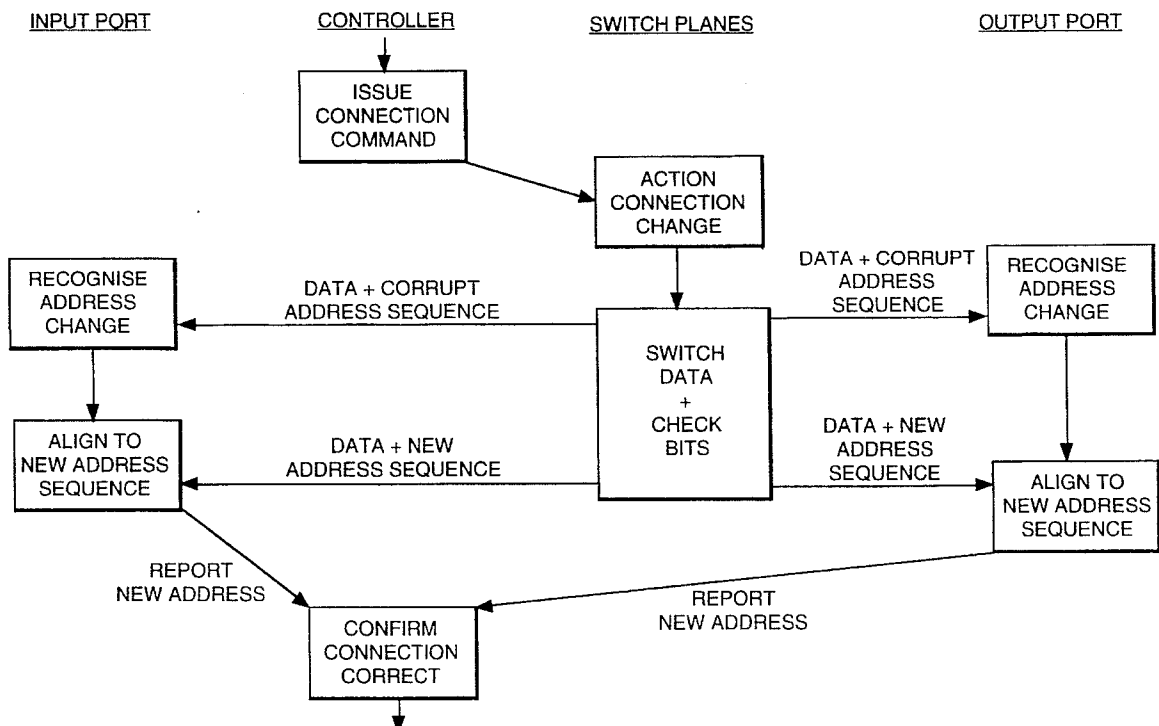 INPUT PORT
CONTROLLER
SWITCH PLANES
OUTPUT PORT
ISSUE
CONNECTION
COMMAND
ACTION
CONNECTION
CHANGE
RECOGNISE
ADDRESS
CHANGE
DATA + CORRUPT
ADDRESS SEQUENCE
DATA + CORRUPT
ADDRESS
SEQUENCE
RECOGNISE
ADDRESS
CHANGE
SWITCH
DATA
+
CHECK
BITS
ALIGN TO
NEW ADDRESS
SEQUENCE
DATA + NEW
ADDRESS SEQUENCE
DATA + NEW
ADDRESS
SEQUENCE
ALIGN TO
NEW ADDRESS
SEQUENCE
REPORT
NEW ADDRESS
REPORT
NEW ADDRESS
CONFIRM
CONNECTION
CORRECT